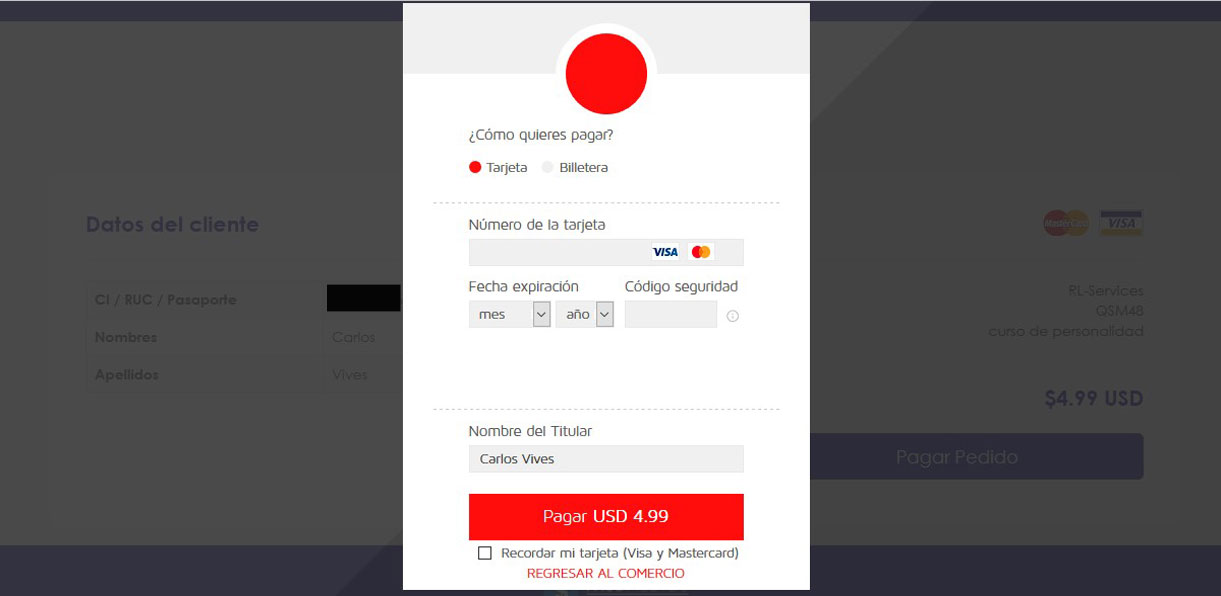 ¿Cómo quieres pagar?
Tarjeta Billetera
Número de la tarjeta
VISA
Fecha expiración Código seguridad
mes año
Nombre del Titular
Carlos Vives
Pagar USD 4.99
Recordar mi tarjeta (Visa y Mastercard)
REGRESAR AL COMERCIO
Datos del cliente
CI / RUC / Pasaporte
Nombres Carlos
Apellidos Vives
MasterCard VISA
RL-Services
QSM48
curso de personalidad
$4.99 USD
Pagar Pedido